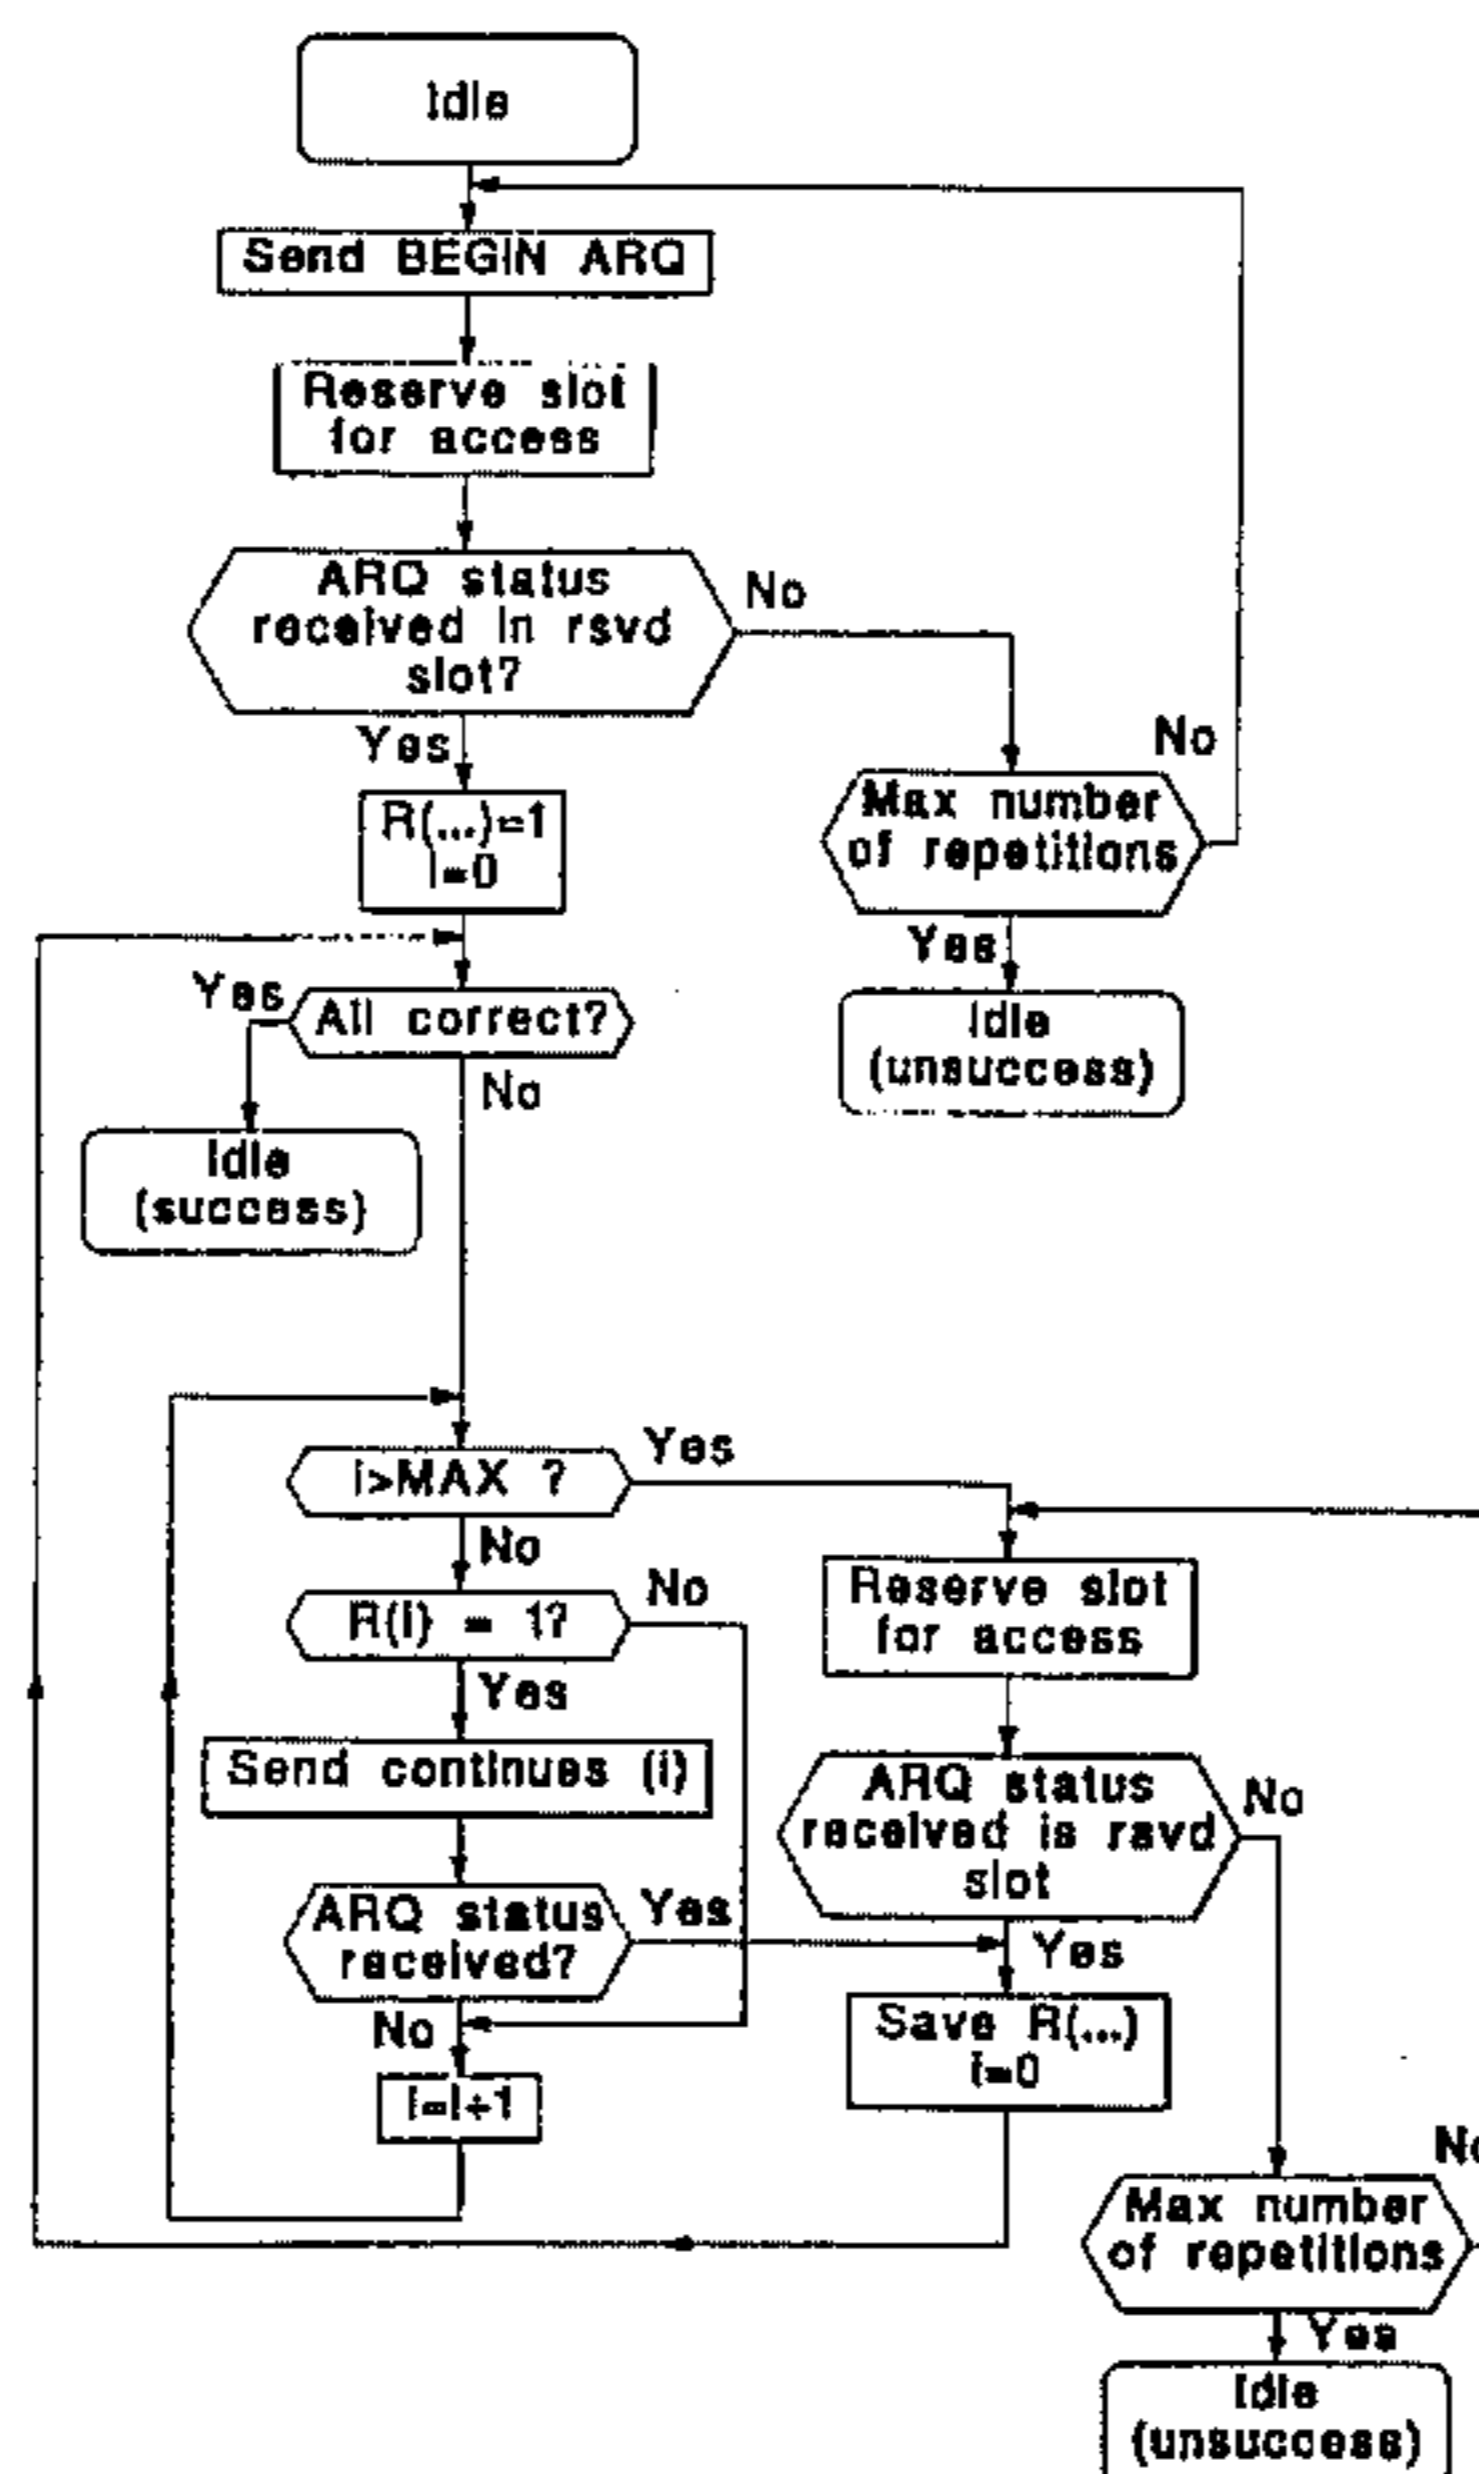 Idle
Send BEGIN ARQ
Reserve slot
for access
ARQ status
received in rsvd
slot?
No
Yes
R(...)=1
i=0
Max number
of repetitions
No
Yes
Idle
(unsuccess)
All correct?
Yes
No
Idle
(success)
i>MAX ?
Yes
No
R(i) = 1?
No
Yes
Reserve slot
for access
Send continues (i)
ARQ status
received is rsvd
slot
No
Yes
ARQ status
received?
Yes
No
Save R(...)
i=0
i=i+1
Max number
of repetitions
No
Yes
Idle
(unsuccess)